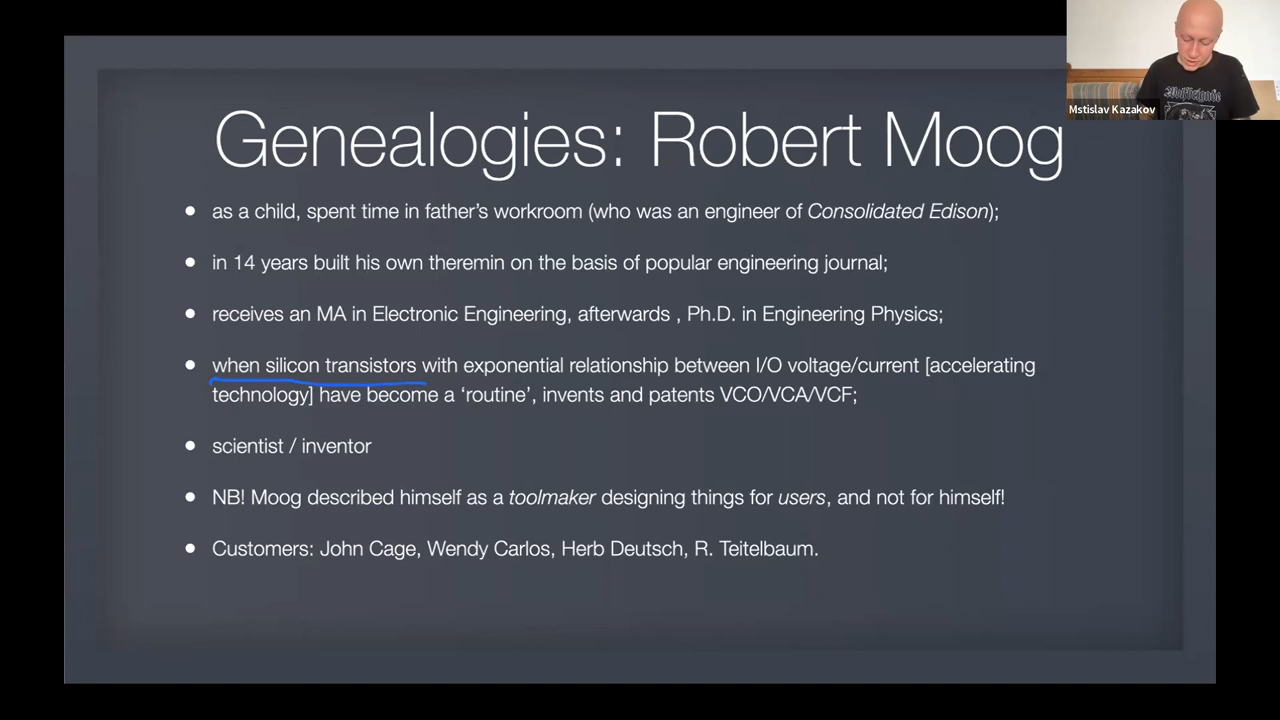 Genealogies: Robert Moog
• as a child, spent time in father's workroom (who was an engineer of Consolidated Edison);
• in 14 years built his own theremin on the basis of popular engineering journal;
• receives an MA in Electronic Engineering, afterwards , Ph.D. in Engineering Physics;
• when silicon transistors with exponential relationship between I/O voltage/current [accelerating
technology] have become a ‘routine’, invents and patents VCO/VCA/VCF;
• scientist / inventor
• NB! Moog described himself as a toolmaker designing things for users, and not for himself!
• Customers: John Cage, Wendy Carlos, Herb Deutsch, R. Teitelbaum.
Wolfbrigade
Mstislav Kazakov